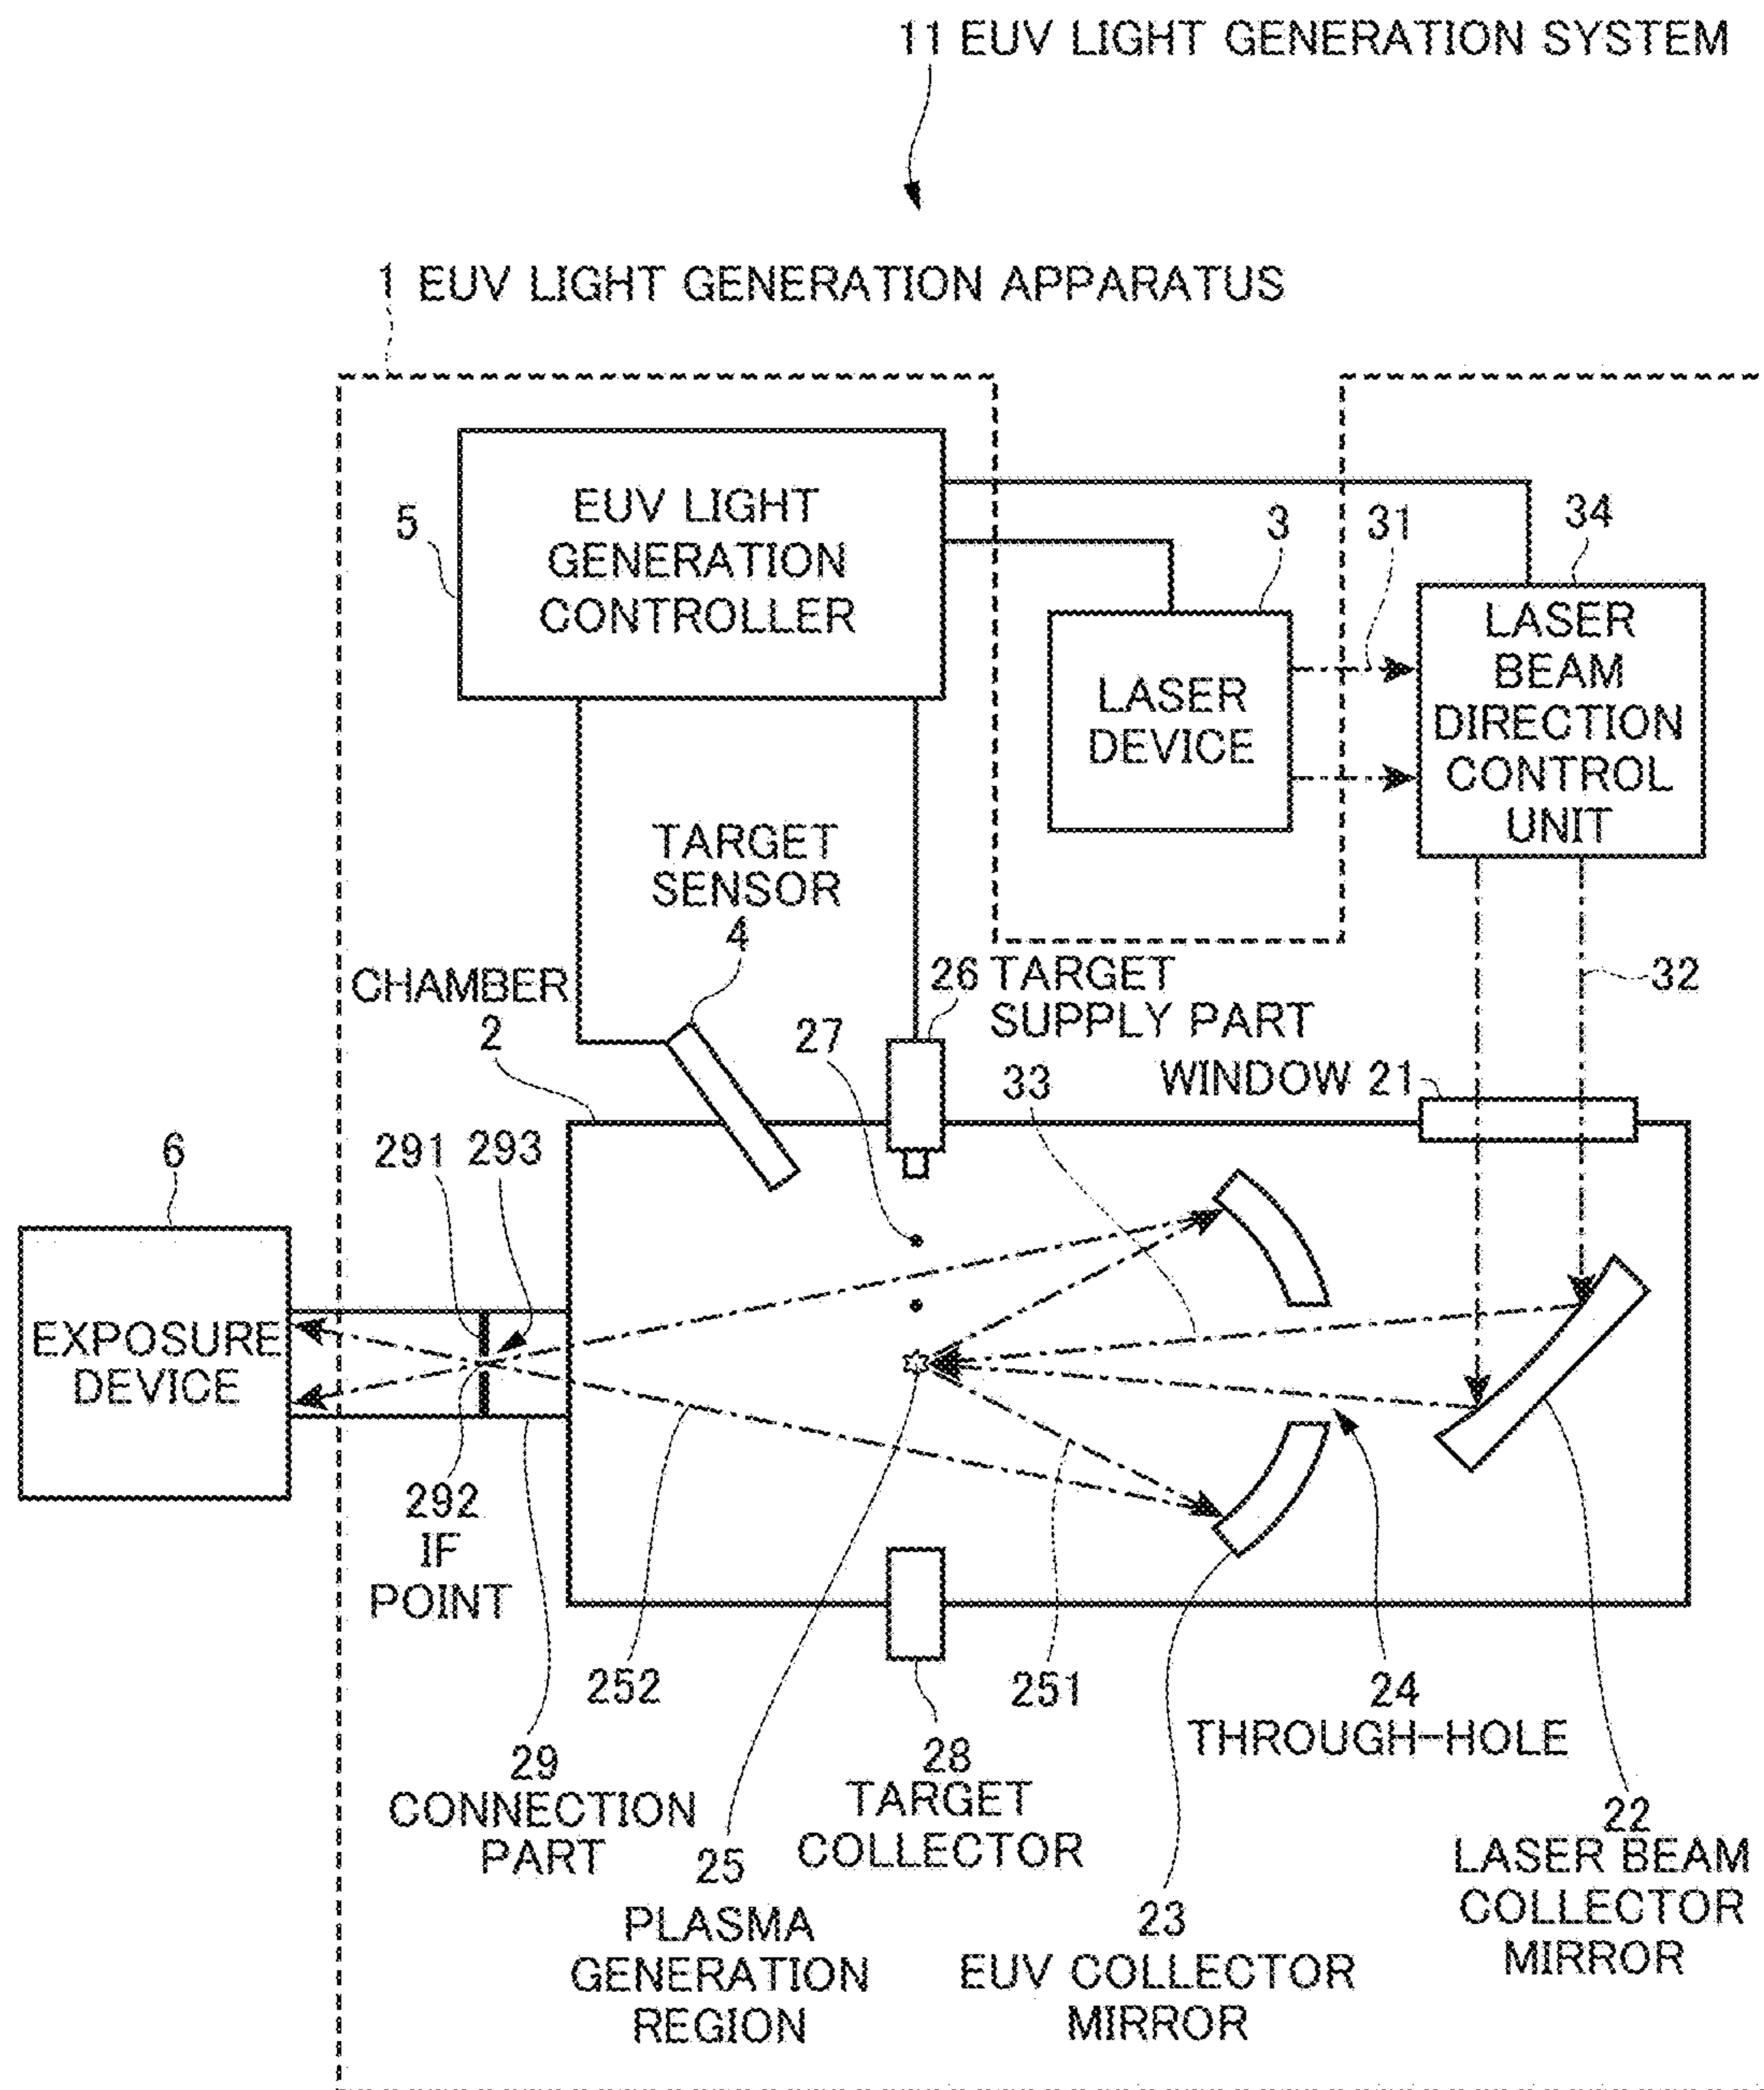 11 EUV LIGHT GENERATION SYSTEM
1 EUV LIGHT GENERATION APPARATUS
5
EUV LIGHT
GENERATION
CONTROLLER
3
31
34
LASER
DEVICE
LASER
BEAM
DIRECTION
CONTROL
UNIT
TARGET
SENSOR
4
CHAMBER
2
26 TARGET
SUPPLY PART
27
33
WINDOW 21
32
6
291
293
EXPOSURE
DEVICE
292
IF
POINT
252
251
24
THROUGH-HOLE
29
CONNECTION
PART
28
TARGET
COLLECTOR
25
PLASMA
GENERATION
REGION
23
EUV COLLECTOR
MIRROR
22
LASER BEAM
COLLECTOR
MIRROR